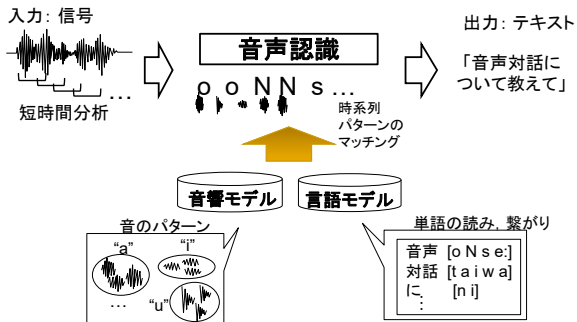 入力: 信号
音声認識
出力: テキスト
o o N N s …
「音声対話に
ついて教えて」
…
短時間分析
時系列
パターンの
マッチング
音響モデル
言語モデル
音のパターン
単語の読み, 繋がり
“a”
“i”
“u”
…
音声 [o N s e:]
対話 [t a i w a]
に [n i]
⋮